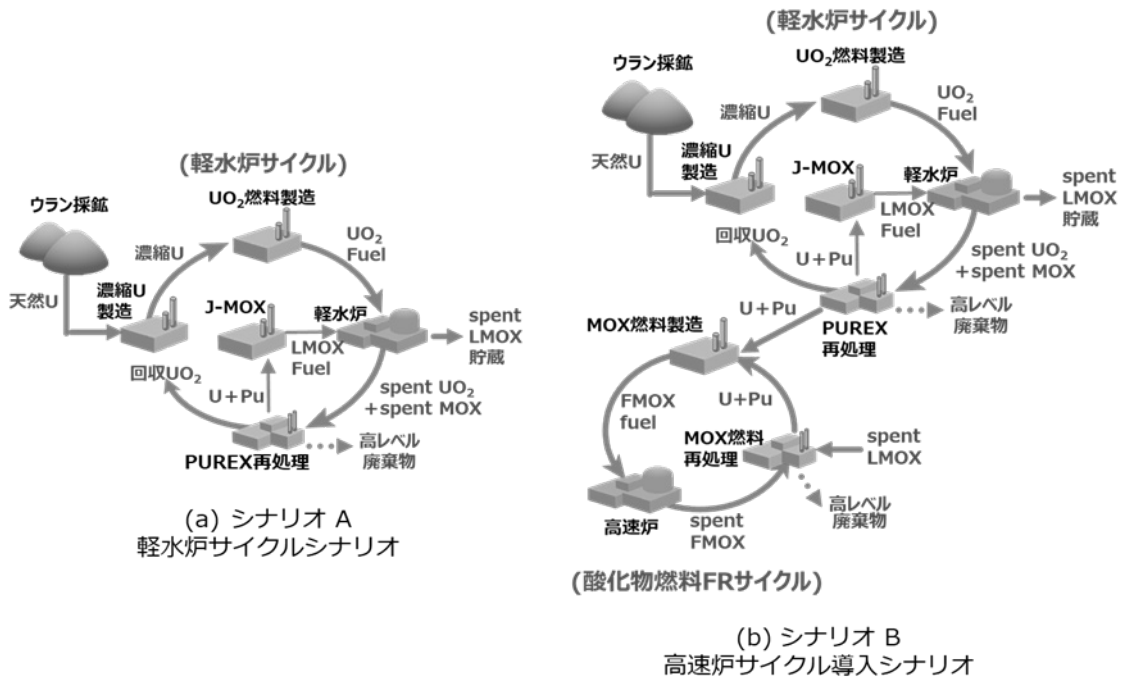 (軽水炉サイクル)
ウラン採鉱
UO2燃料製造
濃縮U
UO2
Fuel
天然U
濃縮U
製造
J-MOX
軽水炉
LMOX
Fuel
spent
LMOX
貯蔵
回収UO2
U+Pu
spent UO2
+spent MOX
PUREX再処理
高レベル
廃棄物
(a) シナリオ A
軽水炉サイクルシナリオ
(軽水炉サイクル)
ウラン採鉱
UO2燃料製造
濃縮U
UO2
Fuel
天然U
濃縮U
製造
J-MOX
軽水炉
LMOX
Fuel
spent
LMOX
貯蔵
回収UO2
U+Pu
spent UO2
+spent MOX
U+Pu
PUREX
再処理
高レベル
廃棄物
MOX燃料製造
FMOX
fuel
U+Pu
MOX燃料
再処理
spent
LMOX
高レベル
廃棄物
高速炉
spent
FMOX
(酸化物燃料FRサイクル)
(b) シナリオ B
高速炉サイクル導入シナリオ